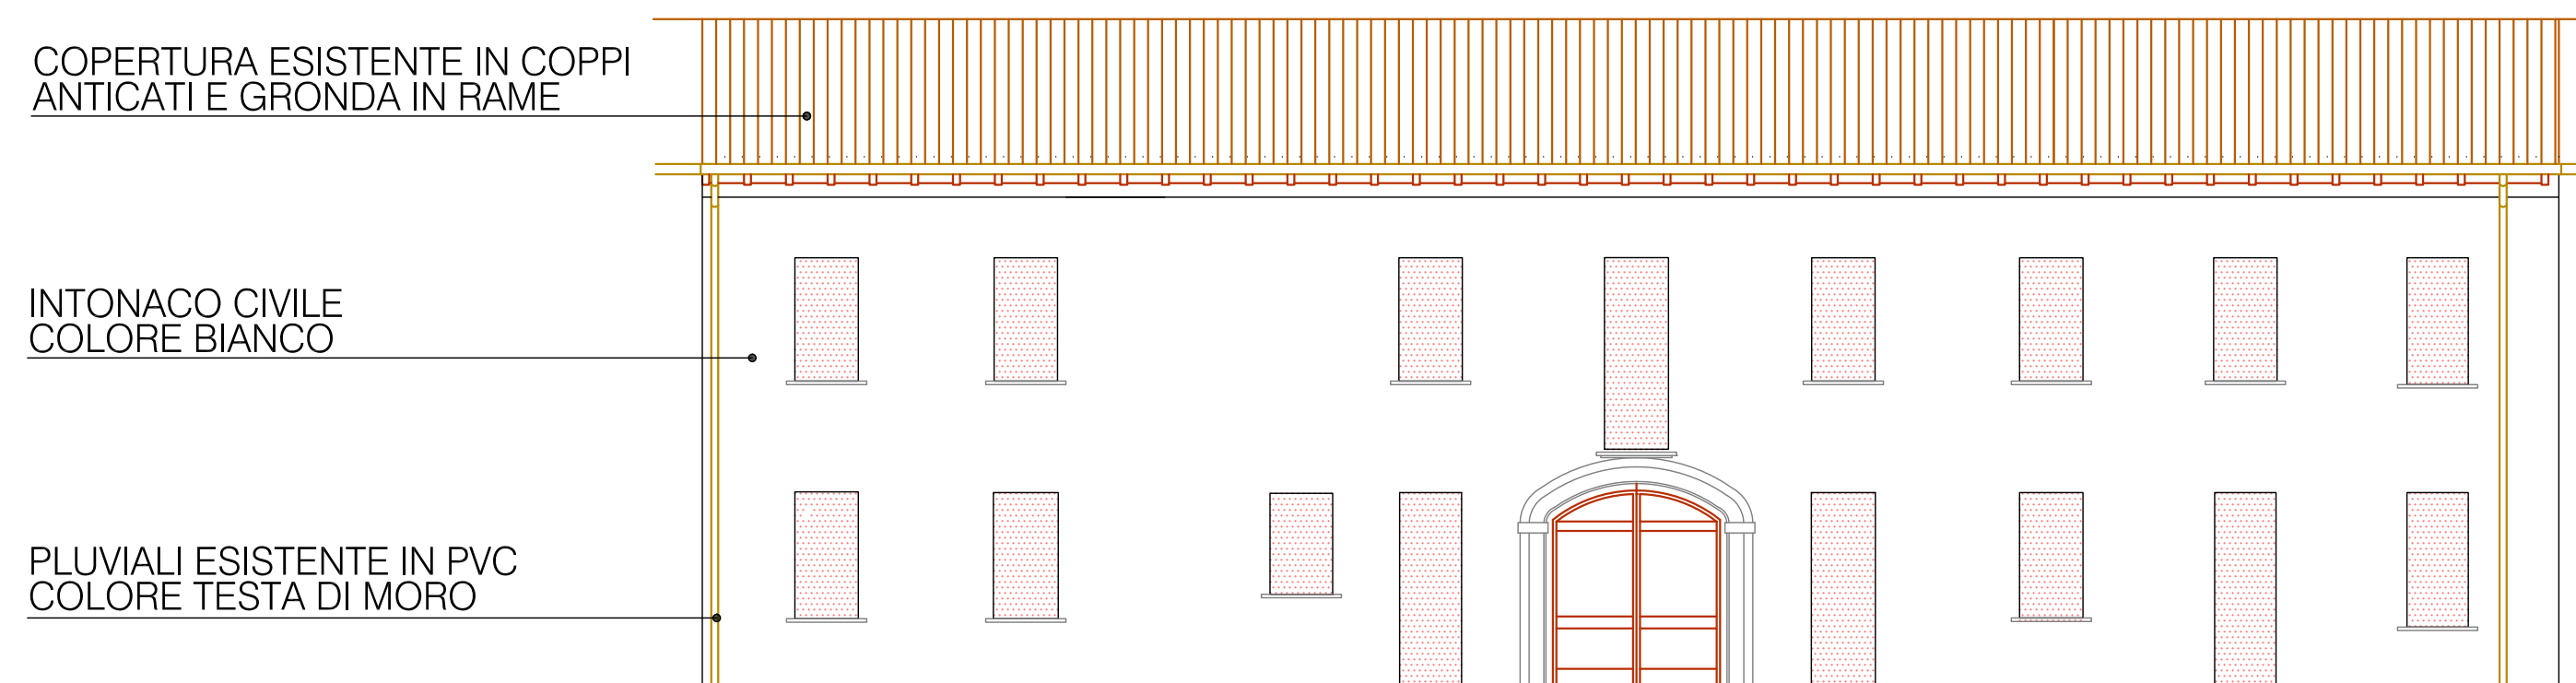 COPERTURA ESISTENTE IN COPPI
ANTICATI E GRONDA IN RAME
INTONACO CIVILE
COLORE BIANCO
PLUVIALI ESISTENTE IN PVC
COLORE TESTA DI MORO